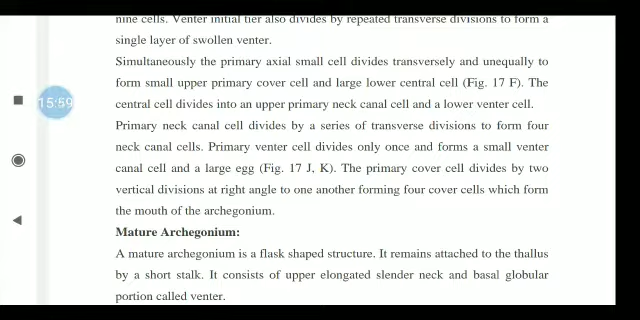 nine cells. Venter initial tier also divides by repeated transverse divisions to form a
single layer of swollen venter.
Simultaneously the primary axial small cell divides transversely and unequally to
form small upper primary cover cell and large lower central cell (Fig. 17 F). The
central cell divides into an upper primary neck canal cell and a lower venter cell.
Primary neck canal cell divides by a series of transverse divisions to form four
neck canal cells. Primary venter cell divides only once and forms a small venter
canal cell and a large egg (Fig. 17 J, K). The primary cover cell divides by two
vertical divisions at right angle to one another forming four cover cells which form
the mouth of the archegonium.
Mature Archegonium:
A mature archegonium is a flask shaped structure. It remains attached to the thallus
by a short stalk. It consists of upper elongated slender neck and basal globular
portion called venter.
15:59